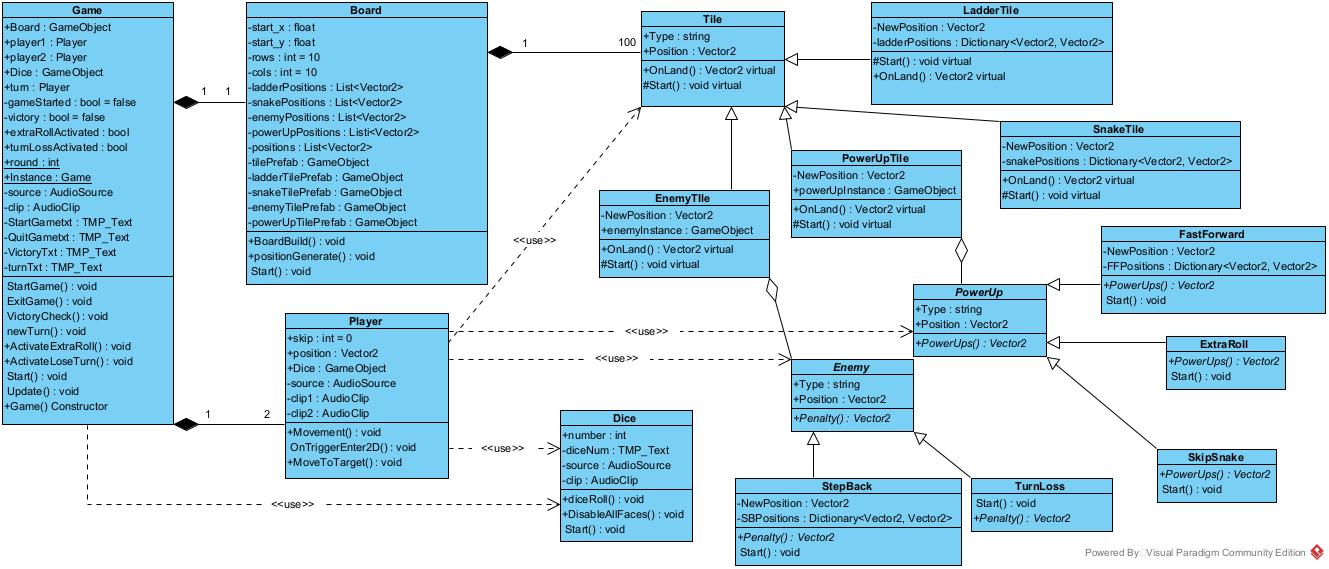 Game
+Board : GameObject
+player1 : Player
+player2 : Player
+Dice : GameObject
+turn : Player
-gameStarted : bool = false
-victory : bool = false
+extraRollActivated : bool
+turnLossActivated : bool
+round : int
+Instance : Game
-source : AudioSource
-clip : AudioClip
-StartGametxt : TMP_Text
-QuitGametxt : TMP_Text
-VictoryTxt : TMP_Text
-turnTxt : TMP_Text
StartGame() : void
ExitGame() : void
VictoryCheck() : void
newTurn() : void
+ActivateExtraRoll() : void
+ActivateLoseTurn() : void
Start() : void
Update() : void
+Game() Constructor
1
1
1
2
Board
-start_x : float
-start_y : float
-rows : int = 10
-cols : int = 10
-ladderPositions : List<Vector2>
-snakePositions : List<Vector2>
-enemyPositions : List<Vector2>
-powerUpPositions : Listi<Vector2>
-positions : List<Vector2>
-tilePrefab : GameObject
-ladderTilePrefab : GameObject
-snakeTilePrefab : GameObject
-enemyTilePrefab : GameObject
-powerUpTilePrefab : GameObject
+BoardBuild() : void
+positionGenerate() : void
Start() : void
1
100
Tile
+Type : string
+Position : Vector2
+OnLand() : Vector2 virtual
#Start() : void virtual
LadderTile
-NewPosition : Vector2
-ladderPositions : Dictionary<Vector2, Vector2>
#Start() : void virtual
+OnLand() : Vector2 virtual
SnakeTile
-NewPosition : Vector2
-snakePositions : Dictionary<Vector2, Vector2>
+OnLand() : Vector2 virtual
#Start() : void virtual
PowerUpTile
-NewPosition : Vector2
+powerUpInstance : GameObject
+OnLand() : Vector2 virtual
#Start() : void virtual
EnemyTIle
-NewPosition : Vector2
+enemyInstance : GameObject
+OnLand() : Vector2 virtual
#Start() : void virtual
FastForward
-NewPosition : Vector2
-FFPositions : Dictionary<Vector2, Vector2>
+PowerUps() : Vector2
Start() : void
PowerUp
+Type : string
+Position : Vector2
+PowerUps() : Vector2
ExtraRoll
+PowerUps() : Vector2
Start() : void
Player
+skip : int = 0
+position : Vector2
+Dice : GameObject
-source : AudioSource
-clip1 : AudioClip
-clip2 : AudioClip
+Movement() : void
OnTriggerEnter2D() : void
+MoveToTarget() : void
<<use>>
<<use>>
<<use>>
<<use>>
<<use>>
Enemy
+Type : string
+Position : Vector2
+Penalty() : Vector2
Dice
+number : int
-diceNum : TMP_Text
-source : AudioSource
-clip : AudioClip
+diceRoll() : void
+DisableAllFaces() : void
Start() : void
SkipSnake
+PowerUps() : Vector2
Start() : void
StepBack
-NewPosition : Vector2
-SBPositions : Dictionary<Vector2, Vector2>
+Penalty() : Vector2
Start() : void
TurnLoss
Start() : void
+Penalty() : Vector2
Powered By Visual Paradigm Community Edition